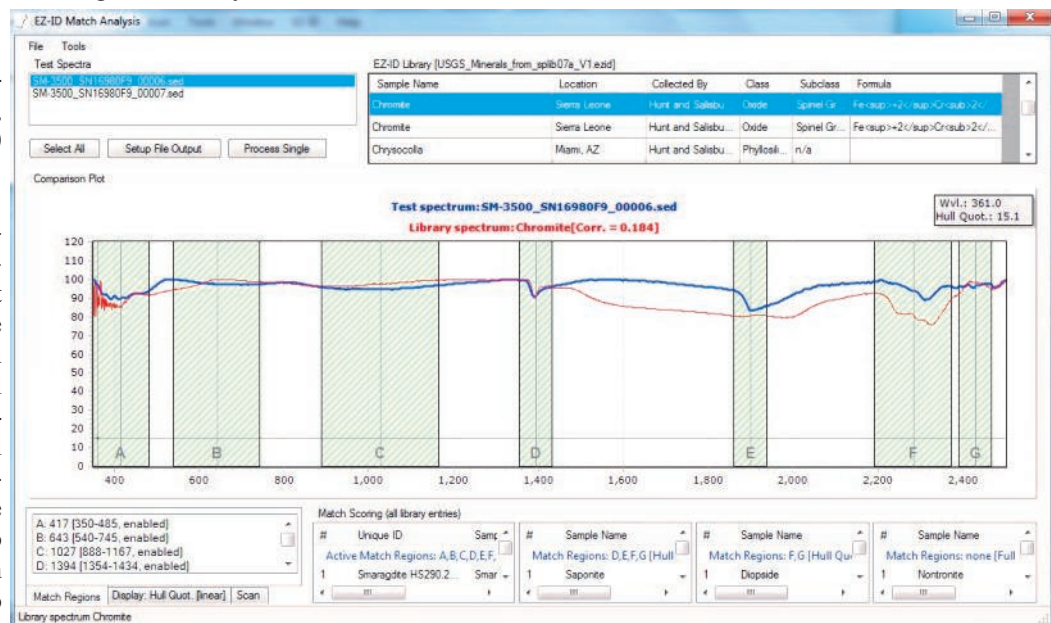 EZ-ID Match Analysis
File Tools
Test Spectra
SM-3500_SN16980F9_00006.sed
SM-3500_SN16980F9_00007.sed
Select All Setup File Output Process Single
EZ-ID Library [USGS_Minerals_from_splib07a_V1.ezid]
Sample Name Location Collected By Class Subclass Formula
Chromite Sierra Leone Hunt and Salisbu Oxide Spinel Gr Fe<sup>+2</sup>Cr<sub>2</
Chromite Sierra Leone Hunt and Salisbu... Oxide Spinel Gr... Fe<sup>+2</sup>Cr<sub>2</...
Chrysocolla Miami, AZ Hunt and Salisbu... Phyllosili... n/a
Comparison Plot
Test spectrum: SM-3500_SN16980F9_00006.sed
Library spectrum: Chromite[Corr. = 0.184]
Wvl.: 361.0
Hull Quot.: 15.1
120
110
100
90
80
70
60
50
40
30
20
10
0
A B C D E F G
400 600 800 1,000 1,200 1,400 1,600 1,800 2,000 2,200 2,400
A: 417 [350-485, enabled]
B: 643 [540-745, enabled]
C: 1027 [888-1167, enabled]
D: 1394 [1354-1434, enabled]
Match Regions Display: Hull Quot. [linear] Scan
Match Scoring (all library entries)
# Unique ID Samp # Sample Name # Sample Name # Sample Name
Active Match Regions: A,B,C,D,E,F, Match Regions: D,E,F,G [Hull Match Regions: F,G [Hull Qu Match Regions: none [Full
1 Smaragdite HS290.2... Smar 1 Saponite 1 Diopside 1 Nontronite
Library spectrum Chromite